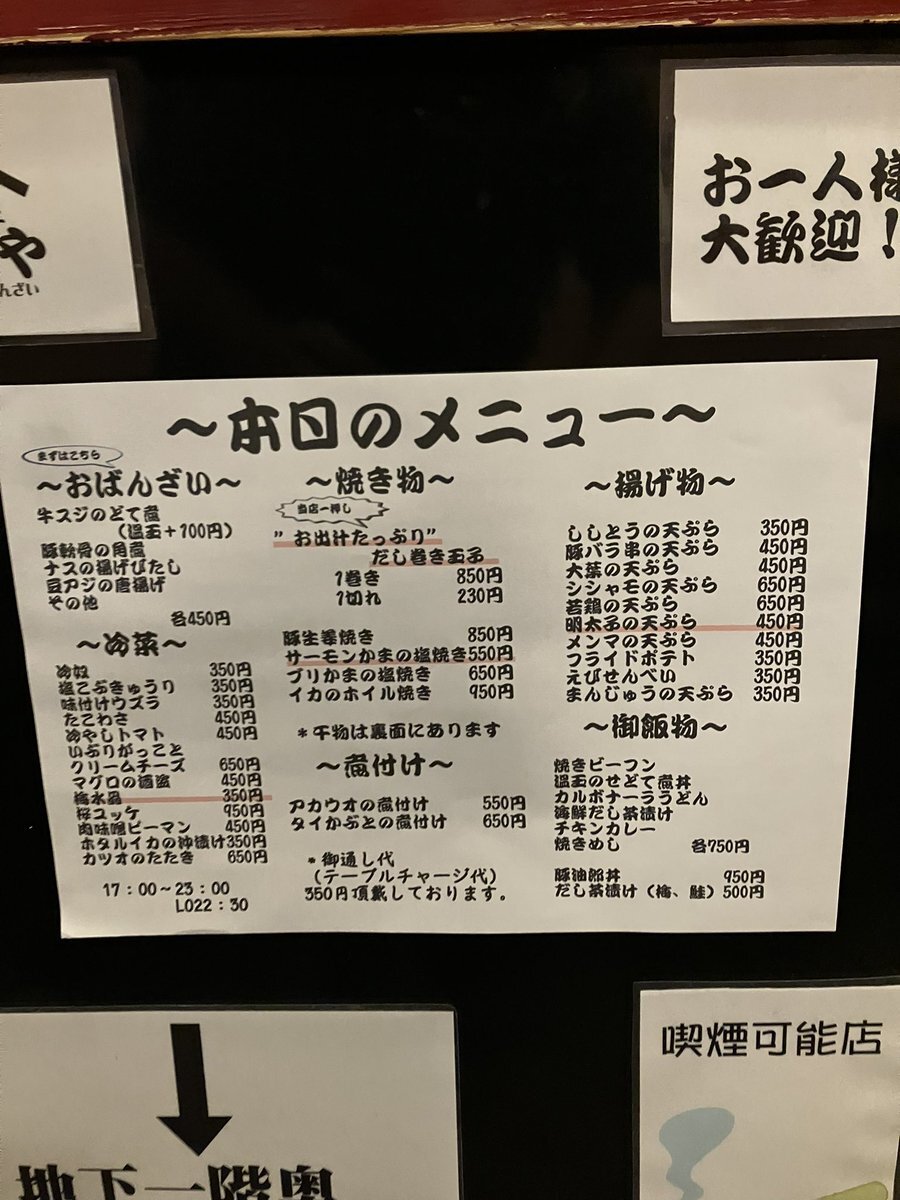 や
んざい
お一人様
大歓迎！
～本日のメニュー～
まずはこちら
～おばんざい～
牛スジのどて煮
（温玉＋100円）
豚軟骨の角煮
ナスの揚げびたし
豆アジの唐揚げ
その他
各450円
～冷菜～
冷奴 350円
塩こぶきゅうり 350円
味付けウズラ 350円
たこわさ 450円
冷やしトマト 450円
いぶりがっこと
クリームチーズ 650円
マグロの酒盗 450円
梅水晶 350円
桜ユッケ 950円
肉味噌ピーマン 450円
ホタルイカの沖漬け350円
カツオのたたき 650円
17：00～23：00
LO22：30
～焼き物～
当店一押し
”お出汁たっぷり”
だし巻き玉子
1巻き 850円
1切れ 230円
豚生姜焼き 850円
サーモンかまの塩焼き550円
ブリかまの塩焼き 650円
イカのホイル焼き 950円
＊干物は裏面にあります
～煮付け～
アカウオの煮付け 550円
タイかぶとの煮付け 650円
＊御通し代
（テーブルチャージ代）
350円頂戴しております。
～揚げ物～
ししとうの天ぷら 350円
豚バラ串の天ぷら 450円
大葉の天ぷら 450円
シシャモの天ぷら 650円
若鶏の天ぷら 650円
明太子の天ぷら 450円
メンマの天ぷら 450円
フライドポテト 350円
えびせんべい 350円
まんじゅうの天ぷら 350円
～御飯物～
焼きビーフン
温玉のせどて煮丼
カルボナーラうどん
海鮮だし茶漬け
チキンカレー
焼きめし 各750円
豚油郎丼 950円
だし茶漬け（梅、鮭）500円
地下一階奥
喫煙可能店